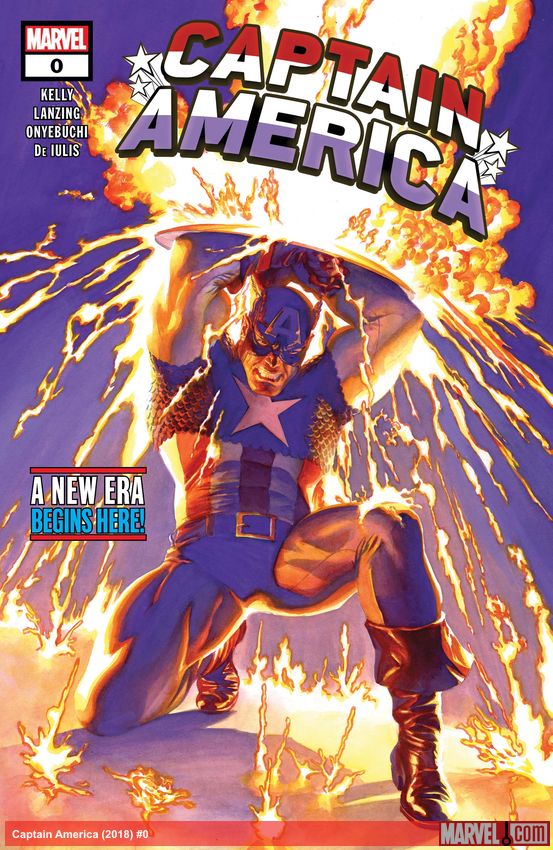 MARVEL
0
KELLY
LANZING
ONYEBUCHI
De IULIS
CAPTAIN
AMERICA
A
A NEW ERA
BEGINS HERE!
Captain America (2018) #0
MARVEL.com